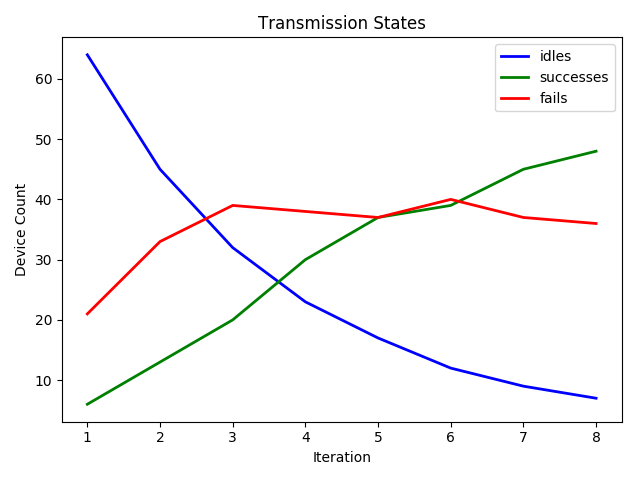 Transmission States
idles
successes
fails
Device Count
60
50
40
30
20
10
1 2 3 4 5 6 7 8
Iteration